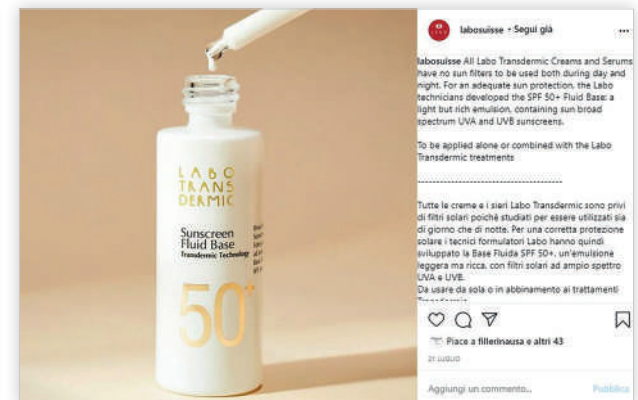 LABO
TRANS
DERMIC
Sunscreen
Fluid Base
Transdermic Technology
50+
labosuisse • Segui già
labosuisse All Labo Transdermic Creams and Serums
have no sun filters to be used both during day and
night. For an adequate sun protection, the Labo
technicians developed the SPF 50+ Fluid Base: a
light but rich emulsion, containing sun broad
spectrum UVA and UVB sunscreens.
To be applied alone or combined with the Labo
Transdermic treatments
------------------------------------
Tutte le creme e i sieri Labo Transdermic sono privi
di filtri solari poiché studiati per essere utilizzati sia
di giorno che di notte. Per una corretta protezione
solare i tecnici formulatori Labo hanno quindi
sviluppato la Base Fluida SPF 50+, un'emulsione
leggera ma ricca, con filtri solari ad ampio spettro
UVA e UVB.
Da usare da sola o in abbinamento ai trattamenti
Piace a fillerinausa e altri 43
21 LUGLIO
Aggiungi un commento...
Pubblica